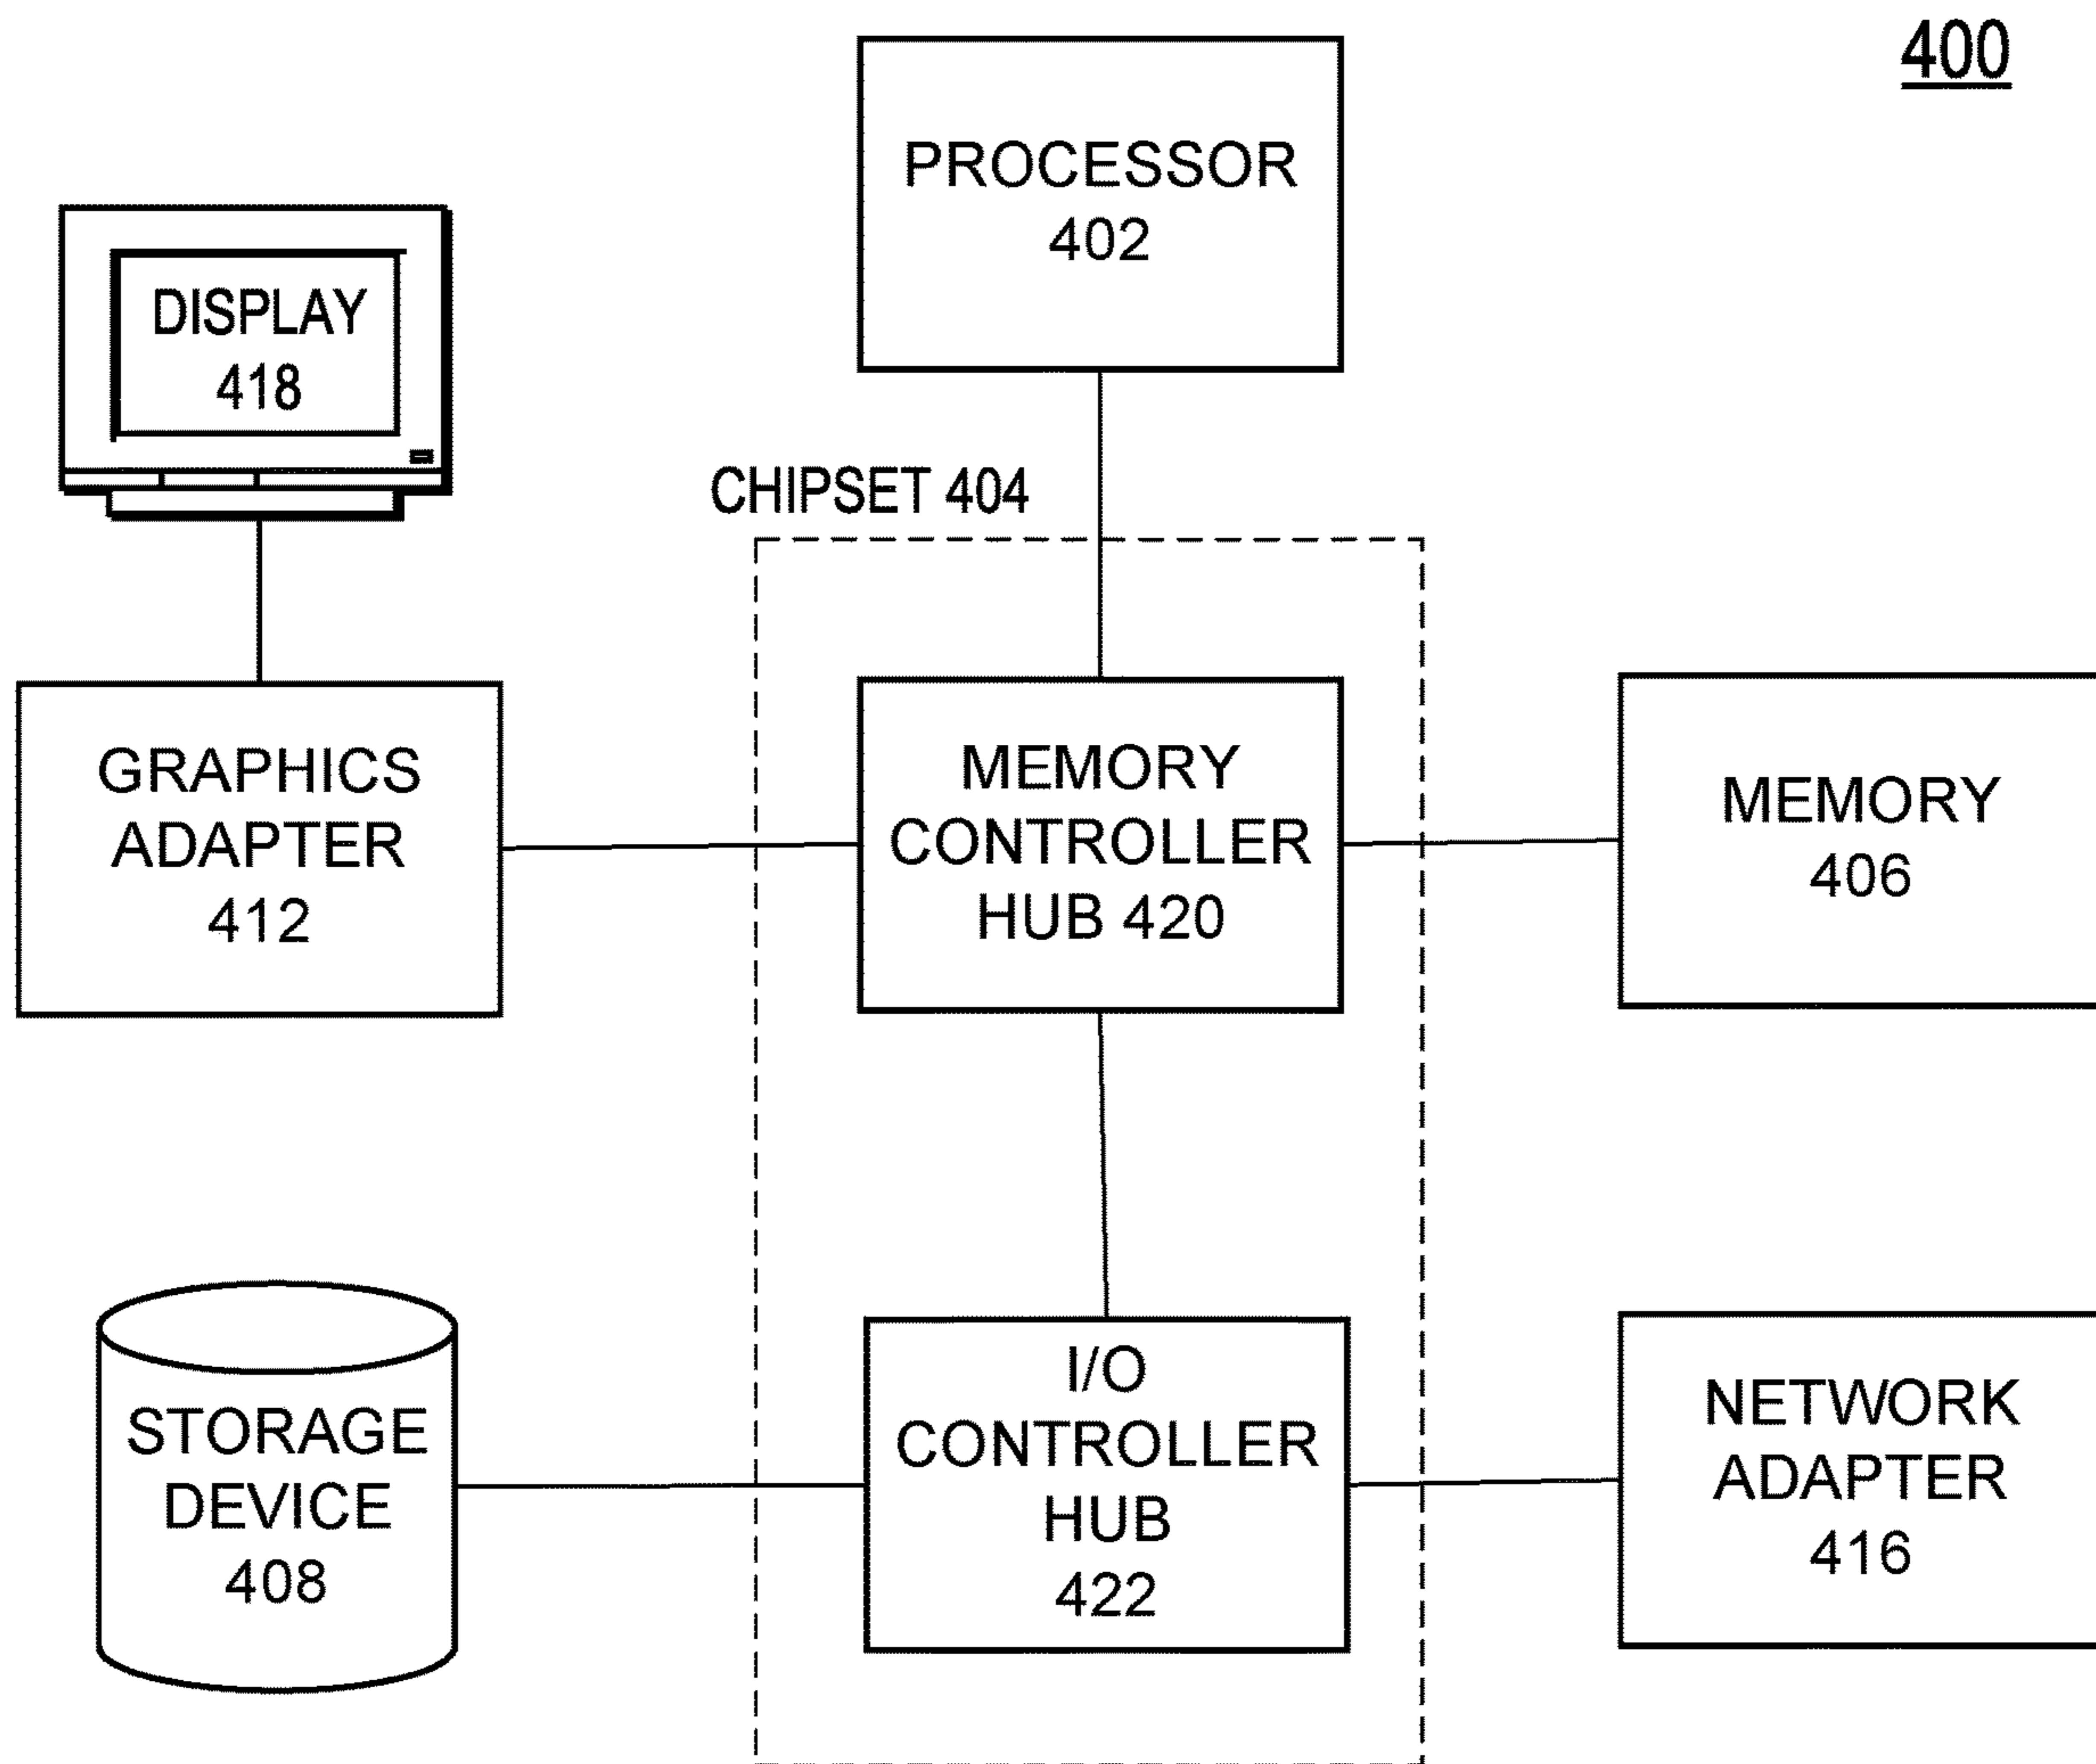 400
PROCESSOR
402
DISPLAY
418
CHIPSET 404
GRAPHICS
ADAPTER
412
MEMORY
CONTROLLER
HUB 420
MEMORY
406
STORAGE
DEVICE
408
I/O
CONTROLLER
HUB
422
NETWORK
ADAPTER
416